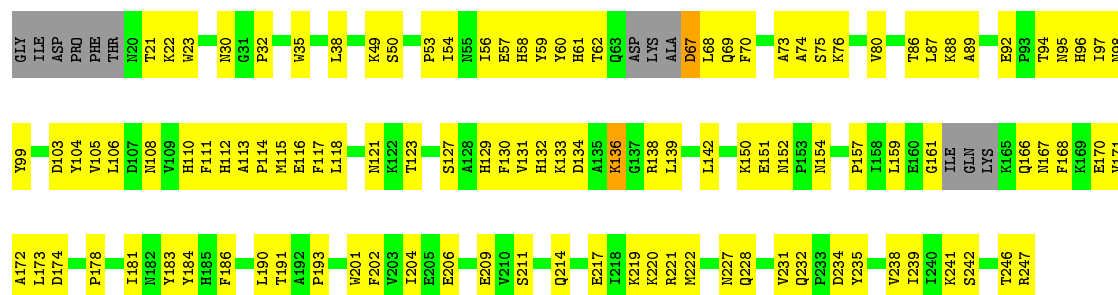 GLY ILE ASP PRO PHE THR N20 T21 K22 W23 N30 G31 P32 W35 L38 K49 S50 P53 I54 N55 I56 E57 H58 Y59 Y60 H61 T62 Q63 ASP LYS ALA D67 L68 Q69 F70 A73 A74 S75 K76 V80 T86 L87 K88 A89 E92 P93 T94 N95 H96 I97
Y99 D103 Y104 V105 L106 D107 N108 V109 H110 F111 H112 A113 P114 M115 E116 F117 L118 N121 K122 T123 S127 A128 H129 F130 V131 H132 K133 D134 A135 K136 G137 R138 L139 L142 K150 E151 N152 P153 N154 P157 I158 L159 E160 G161 ILE GLN LYS K165 Q166 N167 F168 K169 E170 V171
A172 L173 D174 P178 I181 N182 Y183 Y184 H185 F186 L190 T191 A192 P193 W201 F202 V203 I204 E205 E206 E209 V210 S211 Q214 E217 I218 K219 K220 R221 M222 N227 Q228 V231 Q232 P233 D234 Y235 V238 I239 I240 K241 S242 T246 R247